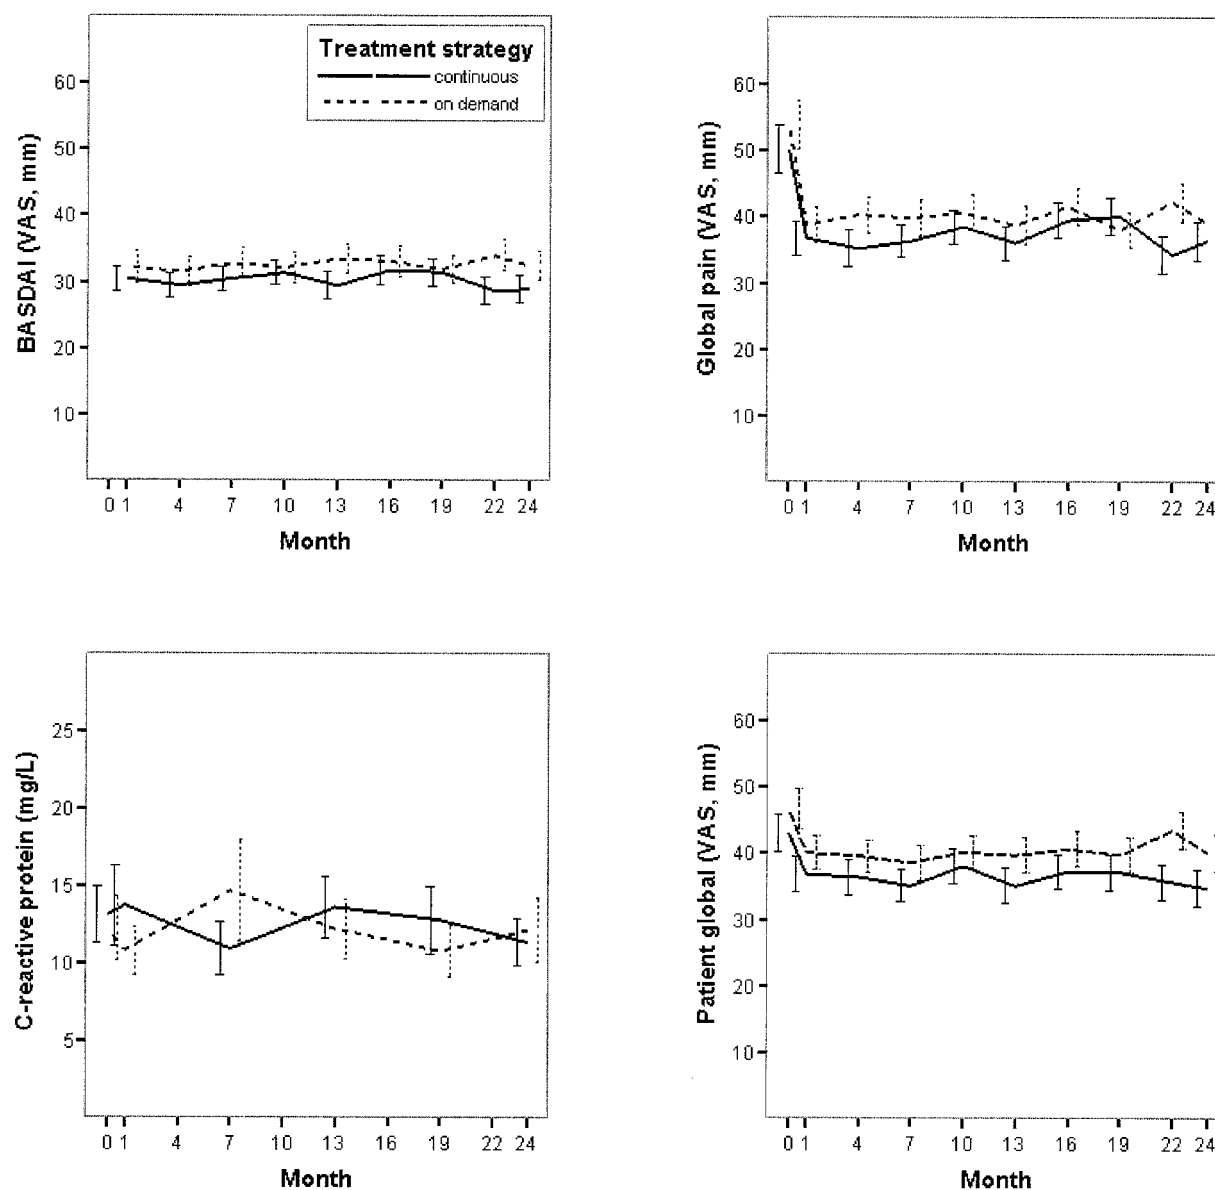 Treatment strategy
continuous
on demand
BASDAI (VAS, mm)
60
50
40
30
20
10
0 1 4 7 10 13 16 19 22 24
Month
Global pain (VAS, mm)
60
50
40
30
20
10
0 1 4 7 10 13 16 19 22 24
Month
C-reactive protein (mg/L)
25
20
15
10
5
0 1 4 7 10 13 16 19 22 24
Month
Patient global (VAS, mm)
60
50
40
30
20
10
0 1 4 7 10 13 16 19 22 24
Month